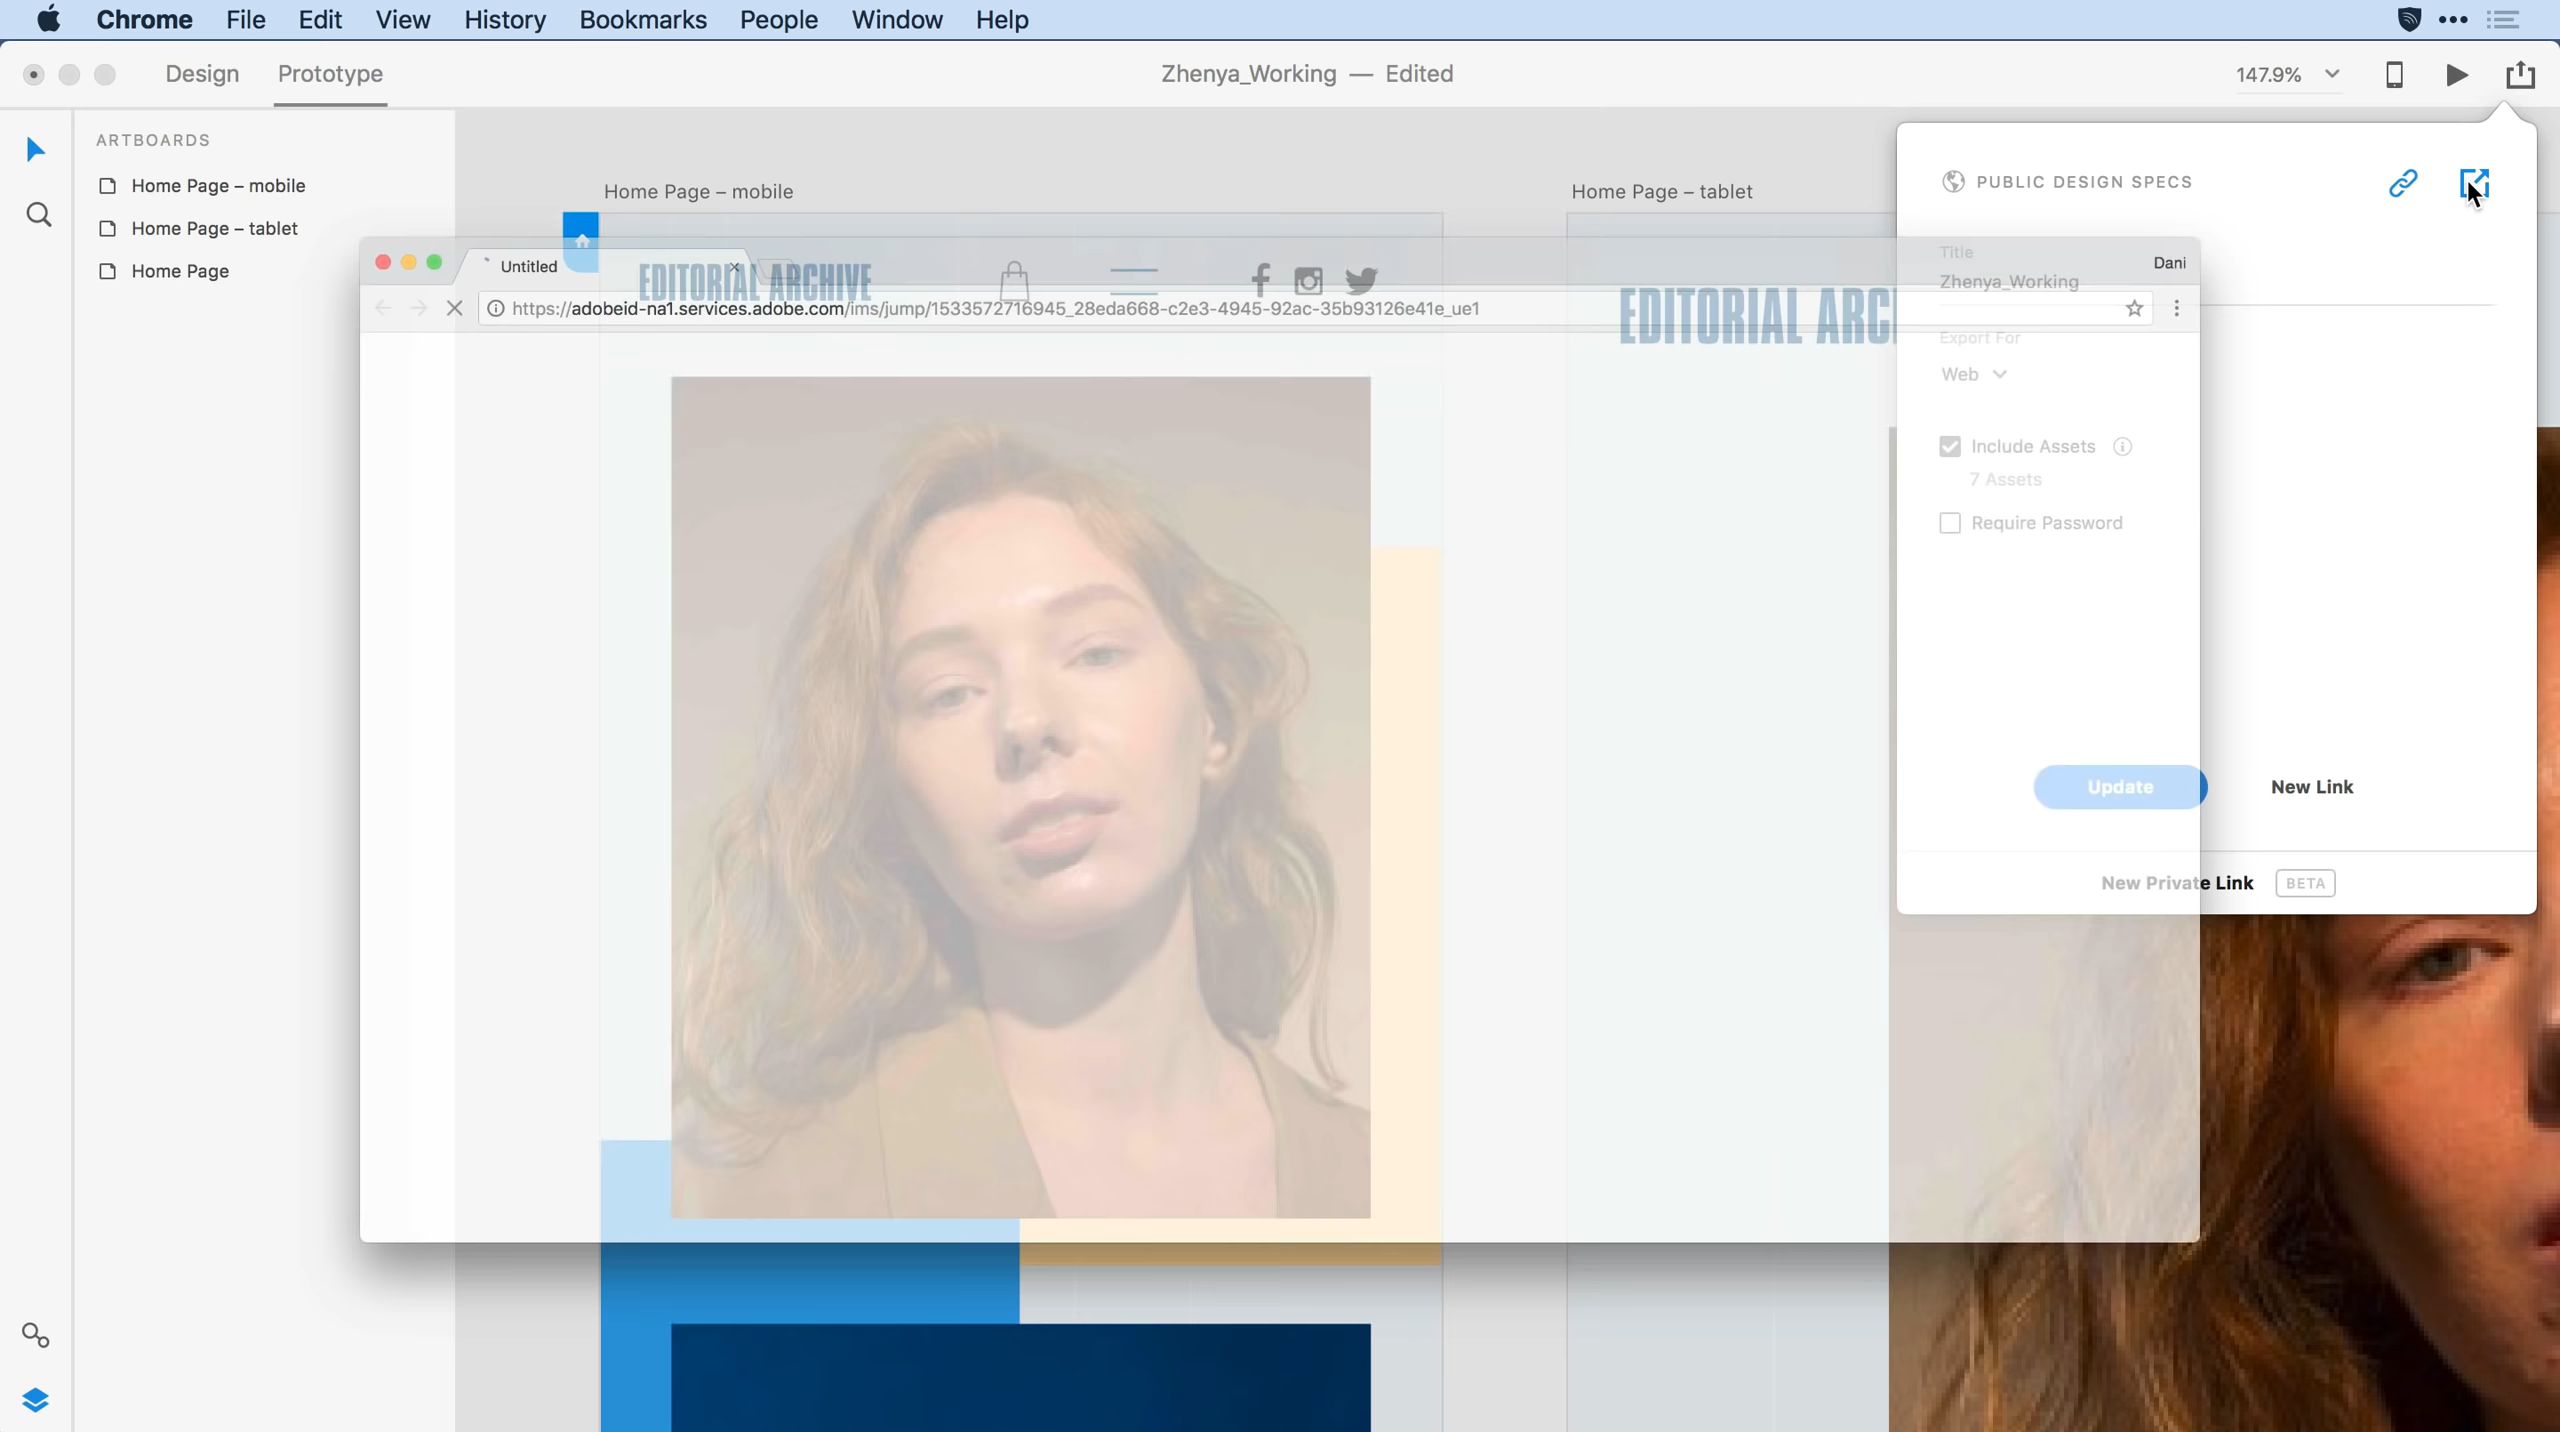 Chrome File Edit View History Bookmarks People Window Help
Design Prototype
Zhenya_Working — Edited
147.9%
ARTBOARDS
Home Page – mobile
Home Page – tablet
Home Page
Home Page – mobile
Home Page – tablet
PUBLIC DESIGN SPECS
Untitled
Dani
https://adobeid-na1.services.adobe.com/ims/jump/1533572716945_28eda668-c2e3-4945-92ac-35b93126e41e_ue1
EDITORIAL ARCHIVE
EDITORIAL ARC
Title
Zhenya_Working
Export For
Web
Include Assets
7 Assets
Require Password
Update
New Link
New Private Link BETA